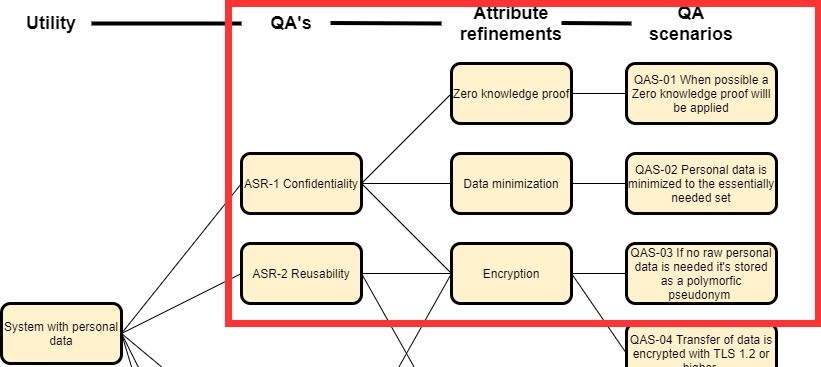 Utility
QA's
Attribute
refinements
QA
scenarios
Zero knowledge proof
QAS-01 When possible a
Zero knowledge proof willl
be applied
ASR-1 Confidentiality
Data minimization
QAS-02 Personal data is
minimized to the essentially
needed set
ASR-2 Reusability
Encryption
QAS-03 If no raw personal
data is needed it's stored
as a polymorfic
pseudonym
System with personal
data
QAS-04 Transfer of data is
encrypted with TLS 1.2 or
higher